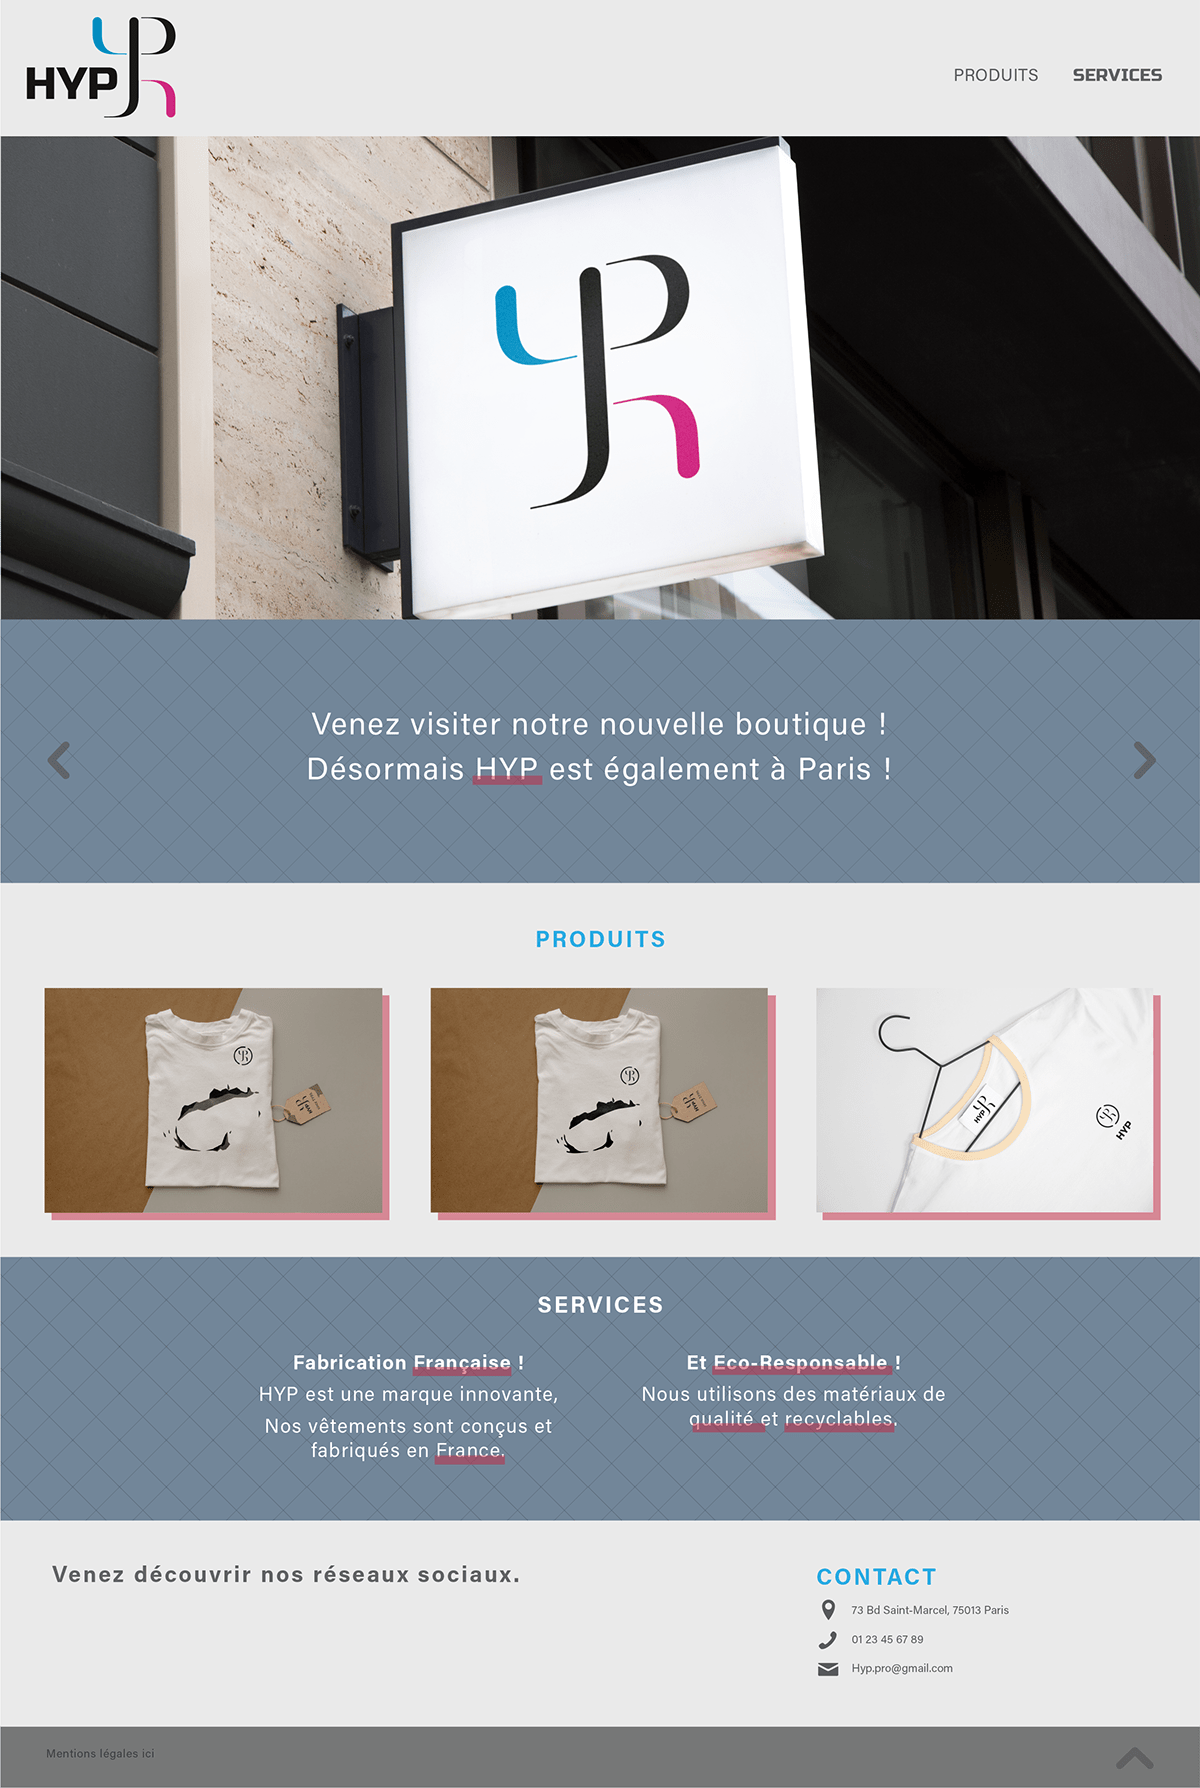 HYP
PRODUITS SERVICES
Venez visiter notre nouvelle boutique !
Désormais HYP est également à Paris !
PRODUITS
HYP
HYP
HYP
HYP
SERVICES
Fabrication Française !
HYP est une marque innovante,
Nos vêtements sont conçus et
fabriqués en France.
Et Eco-Responsable !
Nous utilisons des matériaux de
qualité et recyclables.
Venez découvrir nos réseaux sociaux.
CONTACT
73 Bd Saint-Marcel, 75013 Paris
01 23 45 67 89
Hyp.pro@gmail.com
Mentions légales ici